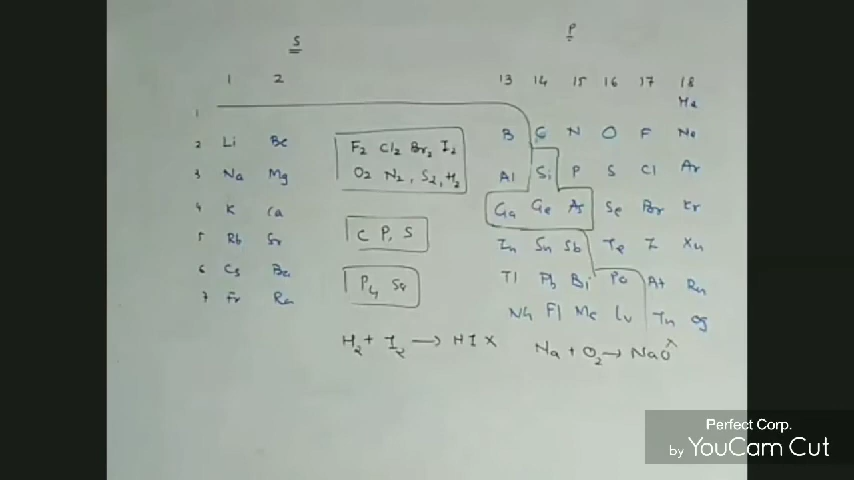 S P
1 2 13 14 15 16 17 18
1 He
2 Li Be B C N O F Ne
F2 Cl2 Br2 I2
3 Na Mg Al Si P S Cl Ar
O2 N2, S2, H2
4 K Ca Ga Ge As Se Br Kr
C P, S
5 Rb Sr In Sn Sb Te I Xn
6 Cs Ba Tl Pb Bi Po At Rn
P4 S8
7 Fr Ra Nh Fl Mc Lv Tn Og
H2 + I2 → HI X Na + O2 → NaO X
Perfect Corp.
by YouCam Cut